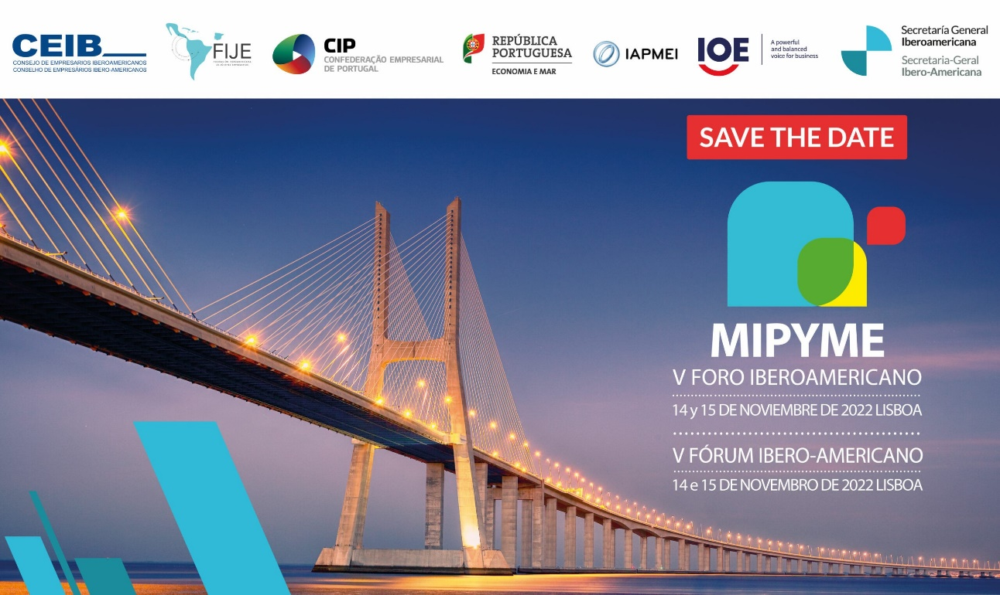 CEIB
CONSEJO DE EMPRESARIOS IBEROAMERICANOS
CONSELHO DE EMPRESÁRIOS IBERO-AMERICANOS
FIJE
CIP
CONFEDERAÇÃO EMPRESARIAL
DE PORTUGAL
REPÚBLICA
PORTUGUESA
ECONOMIA E MAR
IAPMEI
IOE
A powerful
and balanced
voice for business
Secretaría General
Iberoamericana
Secretaria-Geral
Ibero-Americana
SAVE THE DATE
MIPYME
V FORO IBEROAMERICANO
14 y 15 DE NOVIEMBRE DE 2022 LISBOA
V FÓRUM IBERO-AMERICANO
14 e 15 DE NOVEMBRO DE 2022 LISBOA